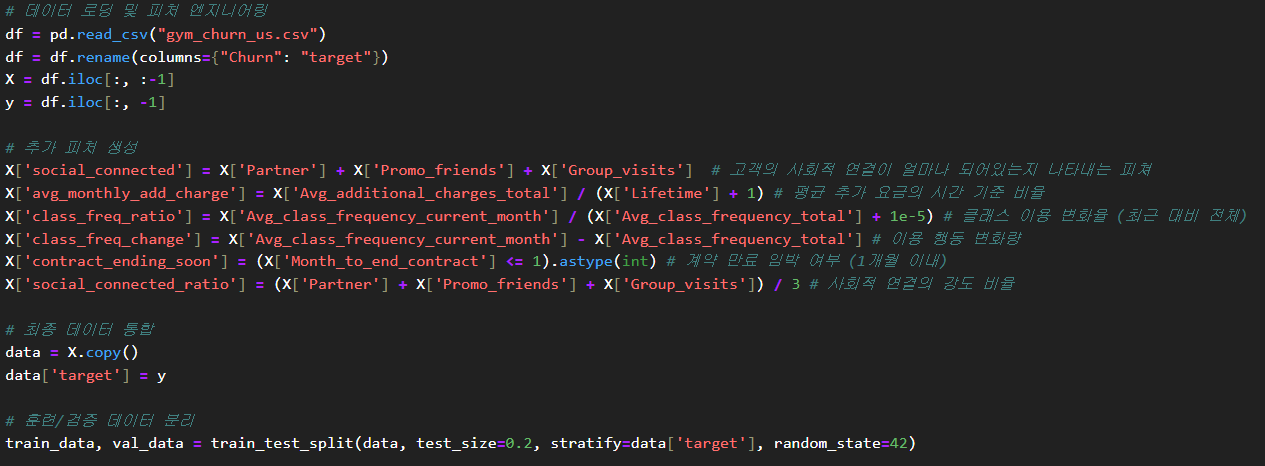 # 데이터 로딩 및 피처 엔지니어링
df = pd.read_csv("gym_churn_us.csv")
df = df.rename(columns={"Churn": "target"})
X = df.iloc[:, :-1]
y = df.iloc[:, -1]
# 추가 피처 생성
X['social_connected'] = X['Partner'] + X['Promo_friends'] + X['Group_visits']  # 고객의 사회적 연결이 얼마나 되어있는지 나타내는 피쳐
X['avg_monthly_add_charge'] = X['Avg_additional_charges_total'] / (X['Lifetime'] + 1) # 평균 추가 요금의 시간 기준 비율
X['class_freq_ratio'] = X['Avg_class_frequency_current_month'] / (X['Avg_class_frequency_total'] + 1e-5) # 클래스 이용 변화율 (최근 대비 전체)
X['class_freq_change'] = X['Avg_class_frequency_current_month'] - X['Avg_class_frequency_total'] # 이용 행동 변화량
X['contract_ending_soon'] = (X['Month_to_end_contract'] <= 1).astype(int) # 계약 만료 임박 여부 (1개월 이내)
X['social_connected_ratio'] = (X['Partner'] + X['Promo_friends'] + X['Group_visits']) / 3 # 사회적 연결의 강도 비율
# 최종 데이터 통합
data = X.copy()
data['target'] = y
# 훈련/검증 데이터 분리
train_data, val_data = train_test_split(data, test_size=0.2, stratify=data['target'], random_state=42)